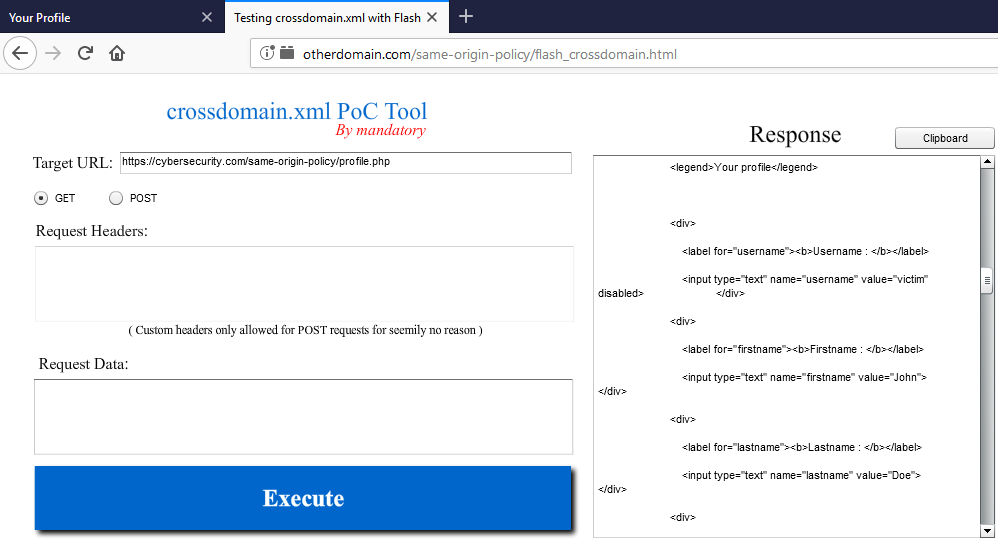 Your Profile
Testing crossdomain.xml with Flash
otherdomain.com/same-origin-policy/flash_crossdomain.html
crossdomain.xml PoC Tool
By mandatory
Target URL: https://cybersecurity.com/same-origin-policy/profile.php
GET POST
Request Headers:
( Custom headers only allowed for POST requests for seemily no reason )
Request Data:
Execute
Response
Clipboard
<legend>Your profile</legend>
<div>
<label for="username"><b>Username : </b></label>
<input type="text" name="username" value="victim"
disabled> </div>
<div>
<label for="firstname"><b>Firstname : </b></label>
<input type="text" name="firstname" value="John">
</div>
<div>
<label for="lastname"><b>Lastname : </b></label>
<input type="text" name="lastname" value="Doe">
</div>
<div>